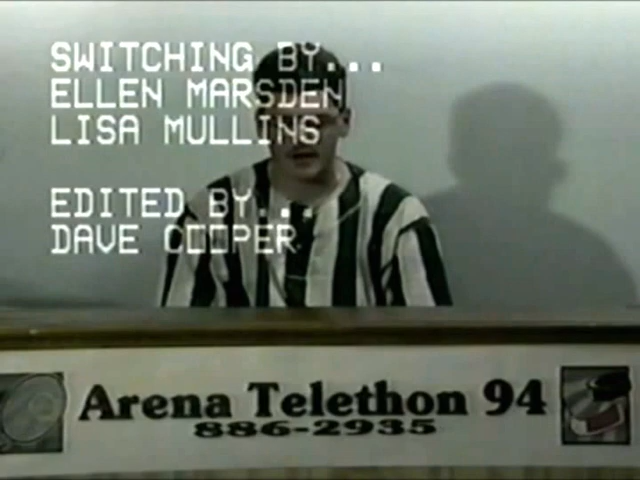 SWITCHING BY...
ELLEN MARSDEN
LISA MULLINS
EDITED BY...
DAVE COOPER
Arena Telethon 94
886-2935